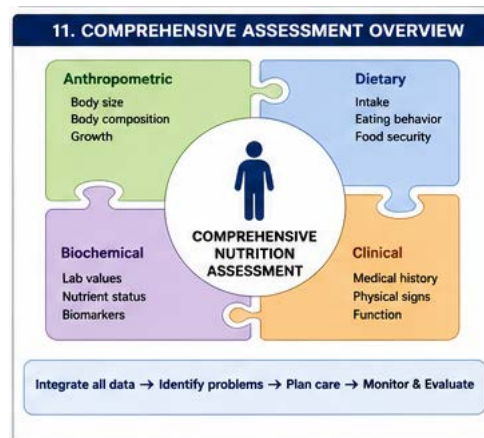 11. COMPREHENSIVE ASSESSMENT OVERVIEW
Anthropometric
Body size
Body composition
Growth
Dietary
Intake
Eating behavior
Food security
COMPREHENSIVE
NUTRITION
ASSESSMENT
Biochemical
Lab values
Nutrient status
Biomarkers
Clinical
Medical history
Physical signs
Function
Integrate all data → Identify problems → Plan care → Monitor & Evaluate